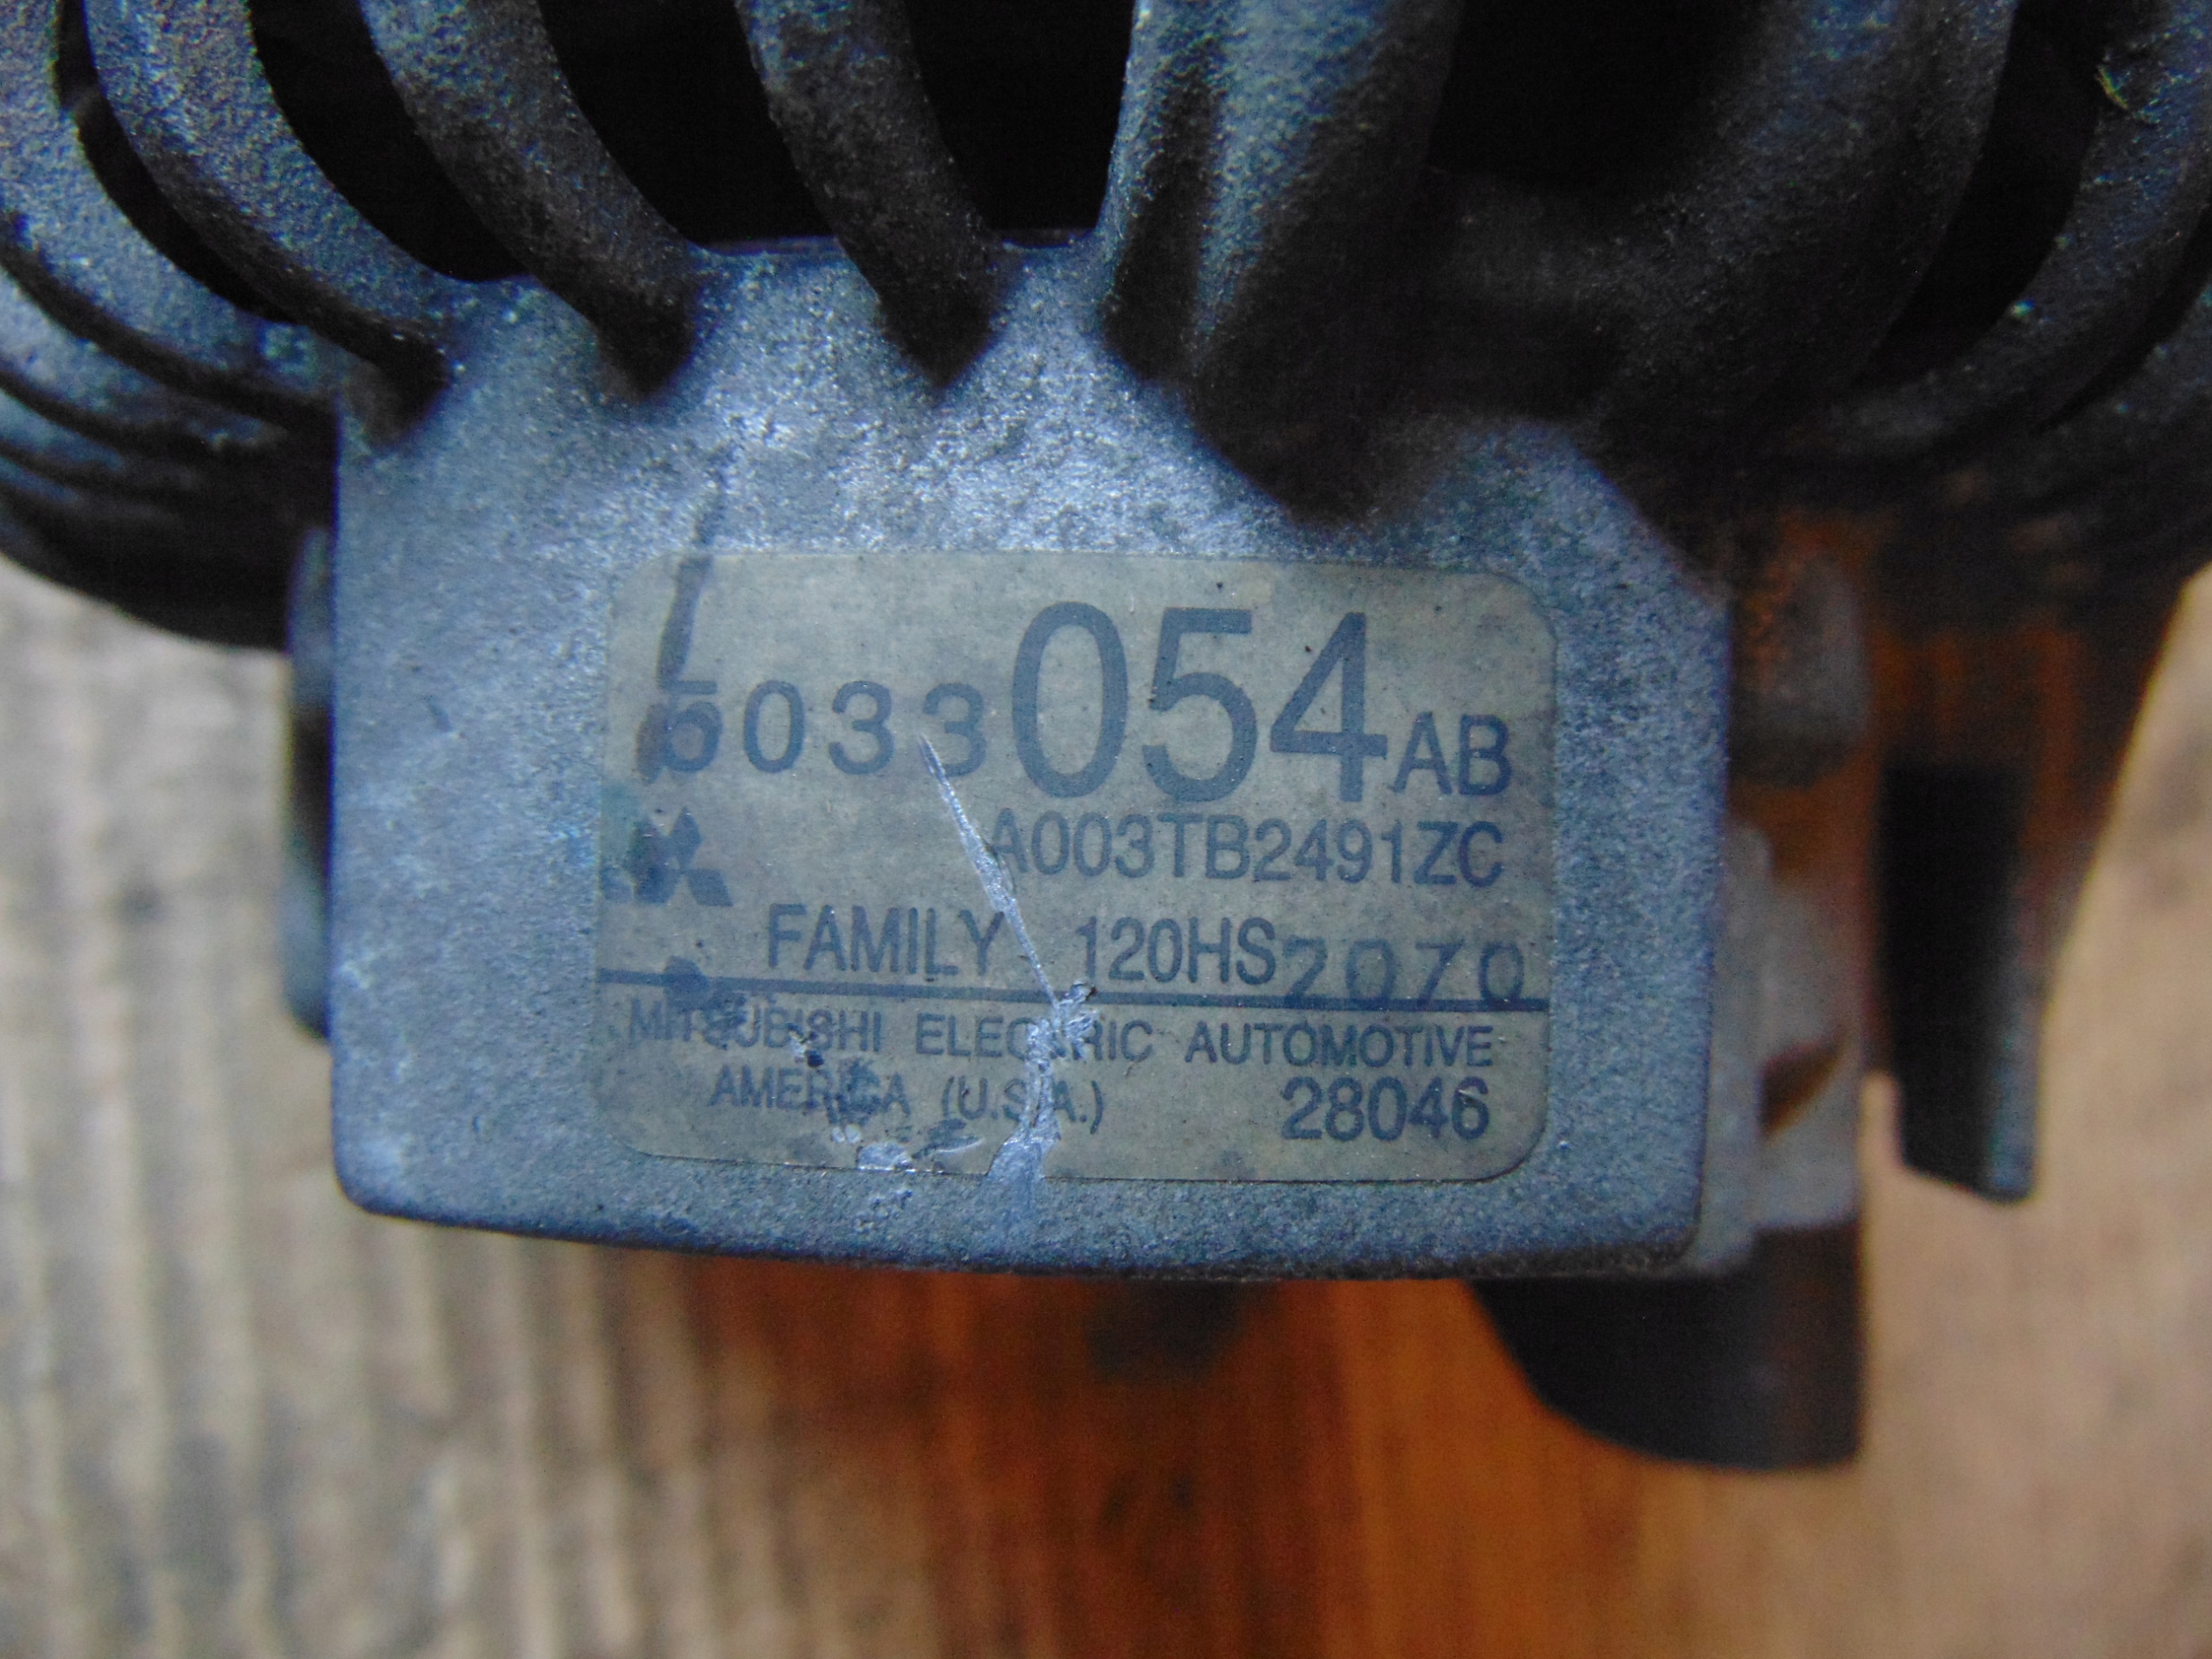 5033054AB
A003TB2491ZC
FAMILY 120HS 2070
MITSUBISHI ELECTRIC AUTOMOTIVE
AMERICA (U.S.A.) 28046